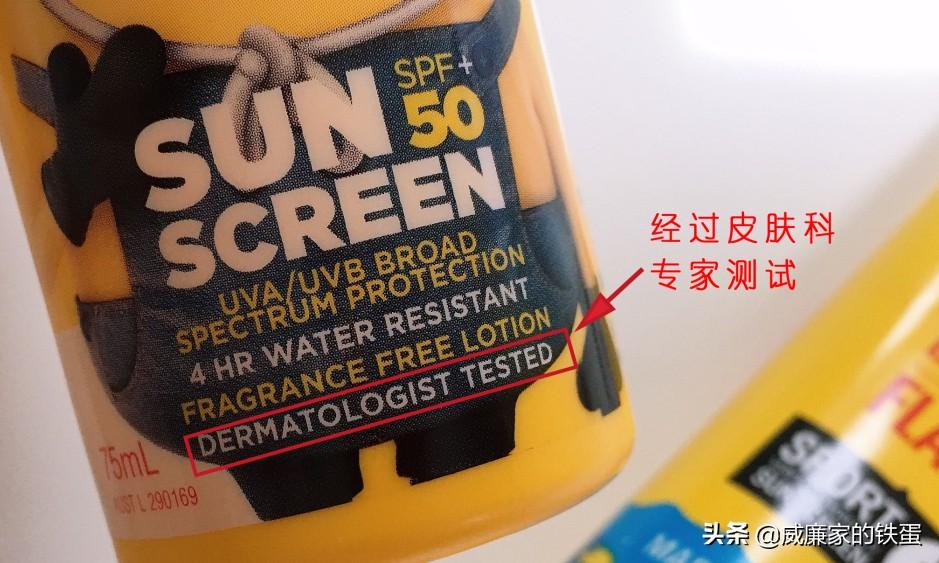 SPF+
SUN 50
SCREEN
UVA/UVB BROAD
SPECTRUM PROTECTION
4 HR WATER RESISTANT
FRAGRANCE FREE LOTION
DERMATOLOGIST TESTED
75mL
AUST L 290169
经过皮肤科
专家测试
SPORT
头条 @威廉家的铁蛋